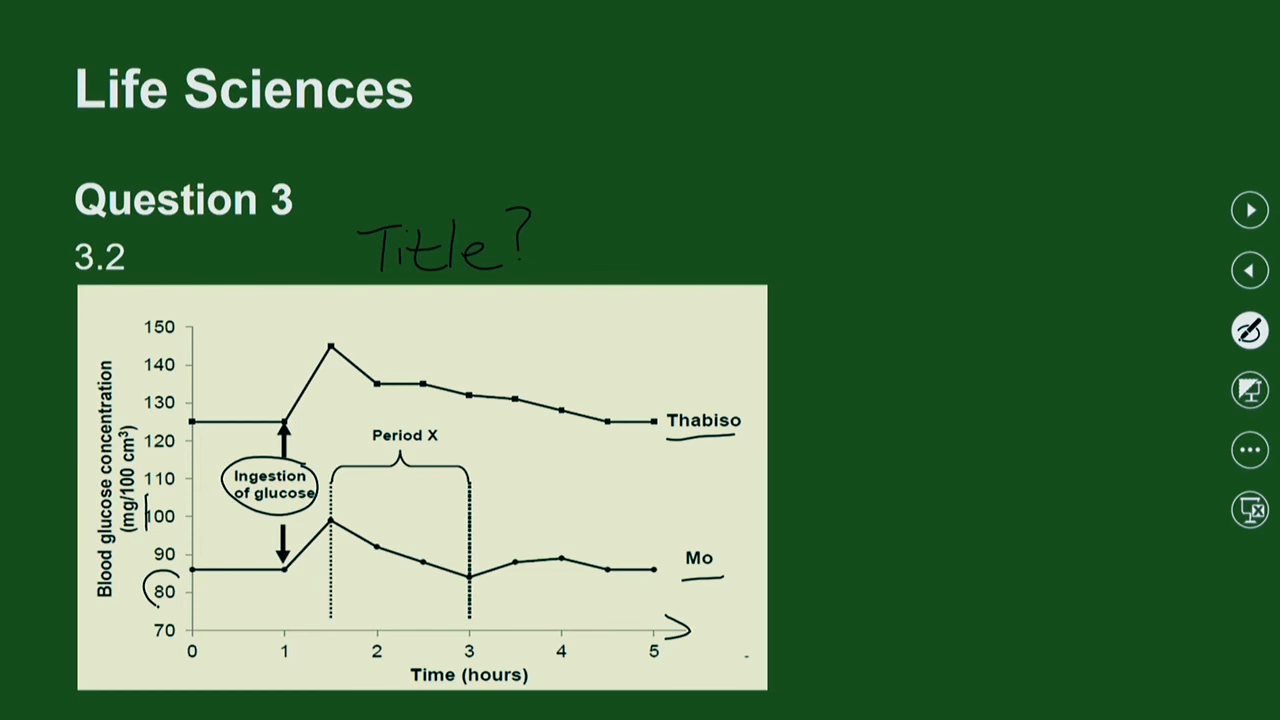 Life Sciences
Question 3
3.2
Title?
150
140
130
120
110
100
90
80
70
Blood glucose concentration
(mg/100 cm³)
Thabiso
Period X
Ingestion
of glucose
Mo
0 1 2 3 4 5
Time (hours)